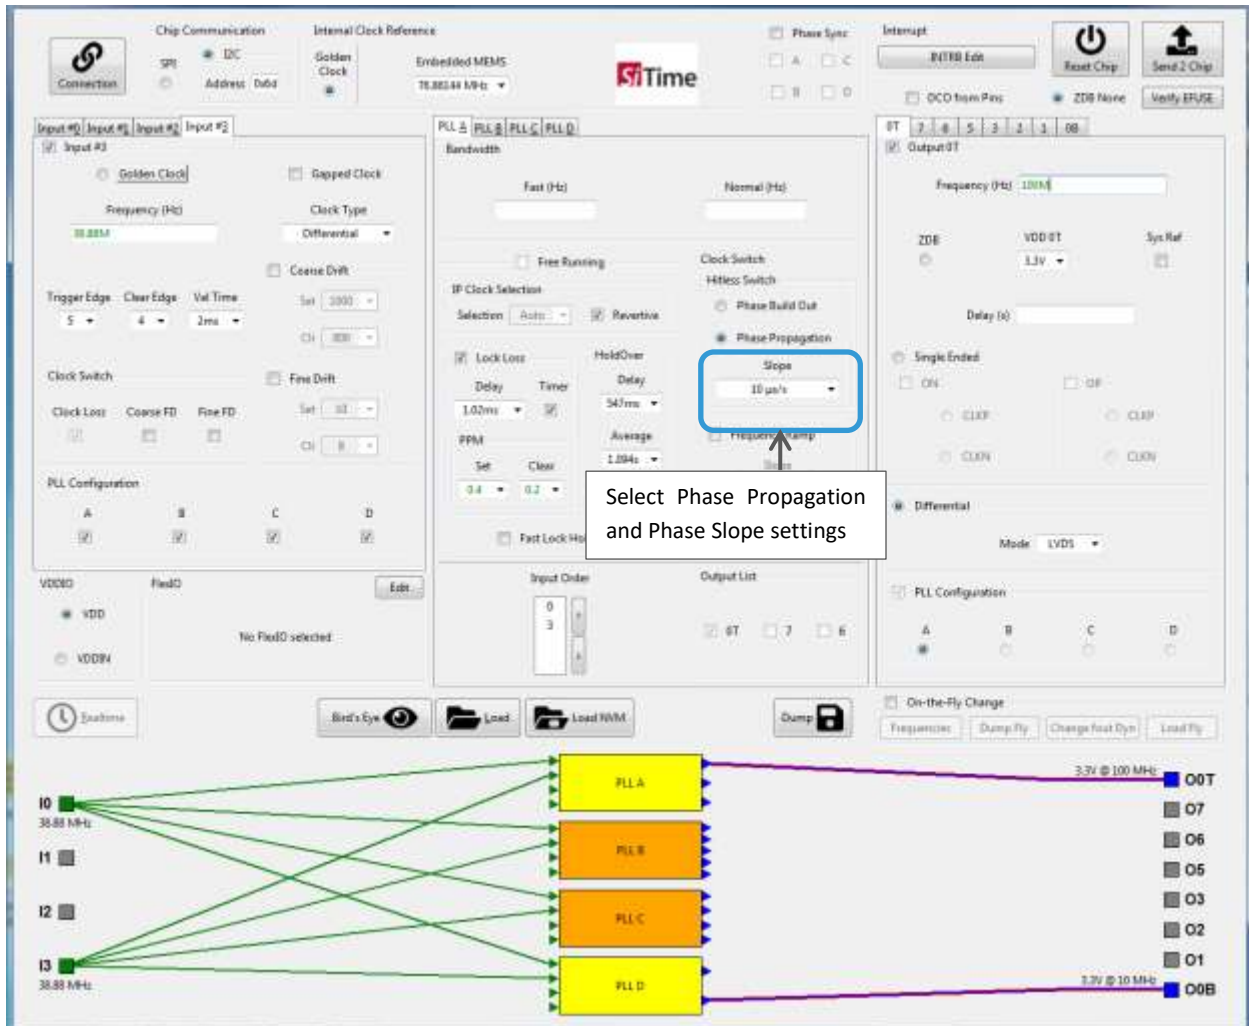 Chip Communication
Internal Clock Reference
Phase Sync
Interrupt
Connection
SPI
I2C
Address 0x6d
Golden Clock
Embedded MEMS
SiTime
A
C
B
D
INTRB Edit
Reset Chip
Send 2 Chip
OCO from Pins
ZDB None
Verify EFUSE
Input #0 Input #1 Input #2 Input #3
Input #3
Golden Clock
Gapped Clock
Frequency (Hz)
Clock Type
38.88M
Differential
Coarse Drift
Trigger Edge Clear Edge Val Time
Set
5 4 2ms
Clr
Clock Switch
Fine Drift
Clock Loss Coarse FD Fine FD
Set
Clr
PLL Configuration
A B C D
PLL A PLL B PLL C PLL D
Bandwidth
Fast (Hz)
Normal (Hz)
Free Running
Clock Switch
Hitless Switch
IP Clock Selection
Selection Auto
Revertive
Phase Build Out
Phase Propagation
Lock Loss
HoldOver
Slope
Delay Timer
Delay
10 µs/s
1.02ms
547ms
PPM
Average
Frequency Ramp
Set Clear
1.094s
0.4 0.2
Select Phase Propagation
and Phase Slope settings
Fast Lock
Input Order
Output List
0
3
0T 7 6
0T 7 6 5 3 2 1 0B
Output 0T
Frequency (Hz) 100M
ZDB
VDD 0T
Sys Ref
3.3V
Delay (s)
Single Ended
ON
CLKP
CLKP
CLKN
CLKN
Differential
Mode LVDS
PLL Configuration
A B C D
VDDIO
FlexIO
Edit
VDD
No FlexIO selected
VDDIN
Realtime
Bird's Eye
Load
Load NVM
Dump
On-the-Fly Change
Frequencies
Dump Fly
Change fout Dyn
Load Fly
PLL A
3.3V @ 100 MHz
O0T
I0
38.88 MHz
O7
O6
I1
PLL B
O5
O3
I2
PLL C
O2
O1
I3
38.88 MHz
PLL D
3.3V @ 10 MHz
O0B